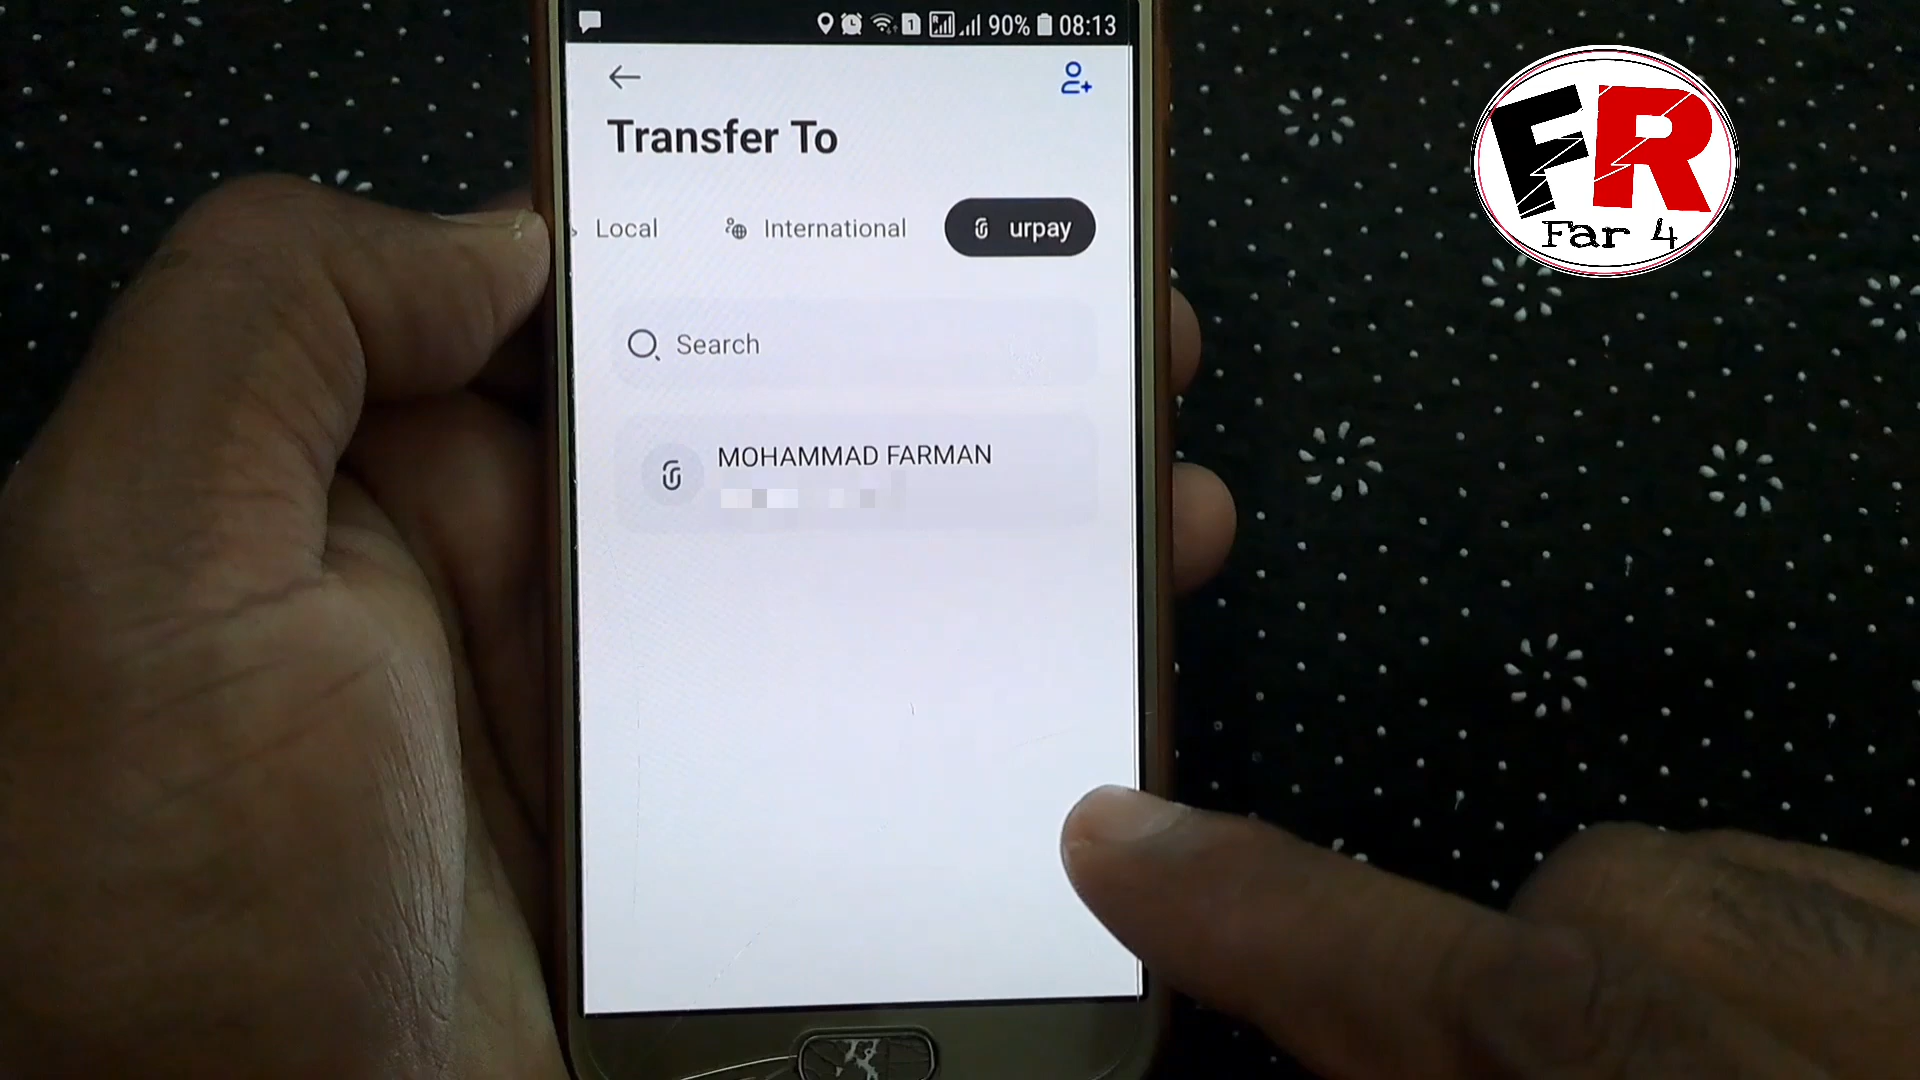 90% 08:13
Transfer To
Local International urpay
Search
MOHAMMAD FARMAN
FR
Far 4